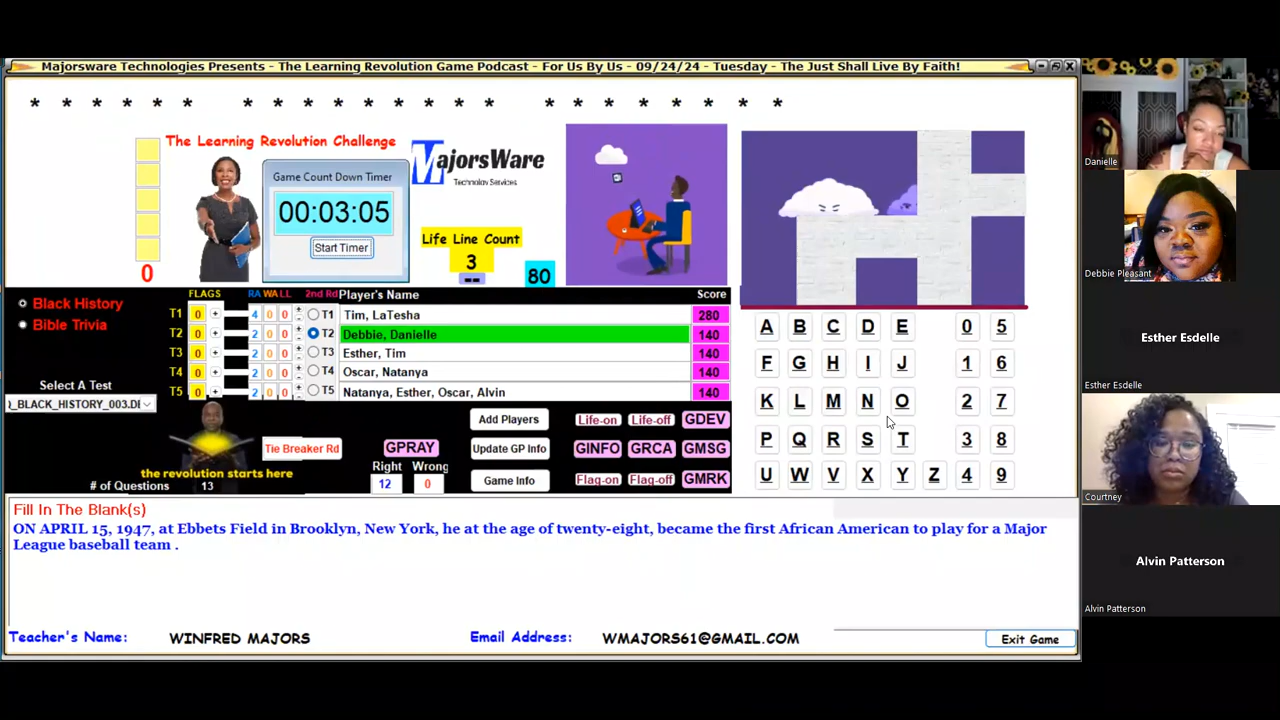 Majorsware Technologies Presents - The Learning Revolution Game Podcast - For Us By Us - 09/24/24 - Tuesday - The Just Shall Live By Faith!
* * * * * * * * * * * * * * * * * * * * * * *
The Learning Revolution Challenge
0
Game Count Down Timer
00:03:05
Start Timer
MajorsWare
Technology Services
Life Line Count
3
--
80
Danielle
Debbie Pleasant
Esther Esdelle
Esther Esdelle
Courtney
Alvin Patterson
Alvin Patterson
Black History
Bible Trivia
FLAGS RA WA LL 2nd Rd Player's Name Score
T1 0 + 4 0 0 T1 Tim, LaTesha 280
T2 0 + 2 0 0 T2 Debbie, Danielle 140
T3 0 + 2 0 0 T3 Esther, Tim 140
T4 0 + 2 0 0 T4 Oscar, Natanya 140
T5 0 + 2 0 0 T5 Natanya, Esther, Oscar, Alvin 140
Select A Test
)_BLACK_HISTORY_003.DI
the revolution starts here
# of Questions 13
Tie Breaker Rd
GPRAY
Right Wrong
12 0
Add Players Life-on Life-off GDEV
Update GP Info GINFO GRCA GMSG
Game Info Flag-on Flag-off GMRK
A B C D E 0 5
F G H I J 1 6
K L M N O 2 7
P Q R S T 3 8
U W V X Y Z 4 9
Fill In The Blank(s)
ON APRIL 15, 1947, at Ebbets Field in Brooklyn, New York, he at the age of twenty-eight, became the first African American to play for a Major
League baseball team .
Teacher's Name: WINFRED MAJORS Email Address: WMAJORS61@GMAIL.COM Exit Game